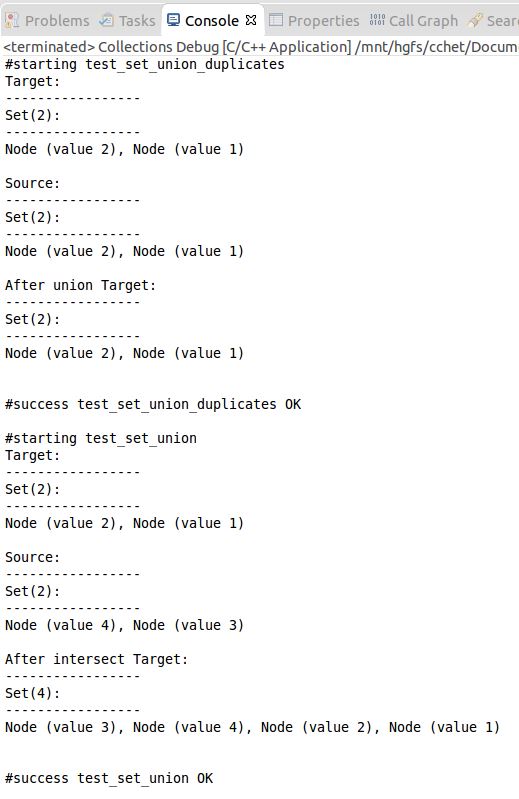 Problems Tasks Console Properties Call Graph Sear
<terminated> Collections Debug [C/C++ Application] /mnt/hgfs/cchet/Docum
#starting test_set_union_duplicates
Target:
-----------------
Set(2):
-----------------
Node (value 2), Node (value 1)
Source:
-----------------
Set(2):
-----------------
Node (value 2), Node (value 1)
After union Target:
-----------------
Set(2):
-----------------
Node (value 2), Node (value 1)
#success test_set_union_duplicates OK
#starting test_set_union
Target:
-----------------
Set(2):
-----------------
Node (value 2), Node (value 1)
Source:
-----------------
Set(2):
-----------------
Node (value 4), Node (value 3)
After intersect Target:
-----------------
Set(4):
-----------------
Node (value 3), Node (value 4), Node (value 2), Node (value 1)
#success test_set_union OK